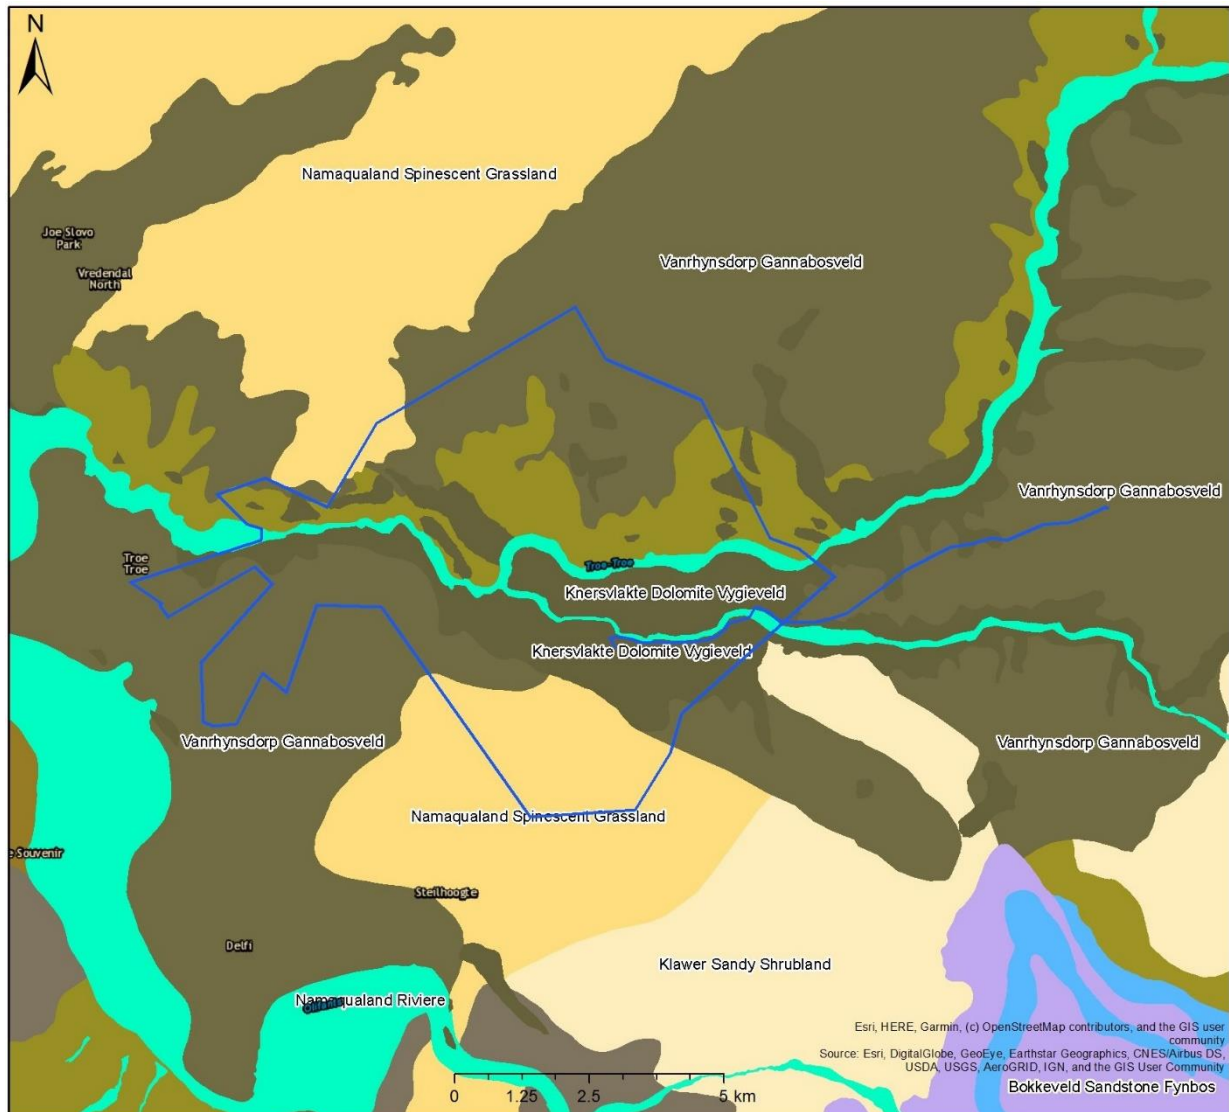 N
Namaqualand Spinescent Grassland
Joe Slovo
Park
Vanrhynsdorp Gannabosveld
Vredendal
North
Vanrhynsdorp Gannabosveld
Troe
Troe
Troe-Troe
Knersvlakte Dolomite Vygieveld
Knersvlakte Dolomite Vygieveld
Vanrhynsdorp Gannabosveld
Vanrhynsdorp Gannabosveld
Namaqualand Spinescent Grassland
e Souvenir
Steilhoogte
Delfi
Klawer Sandy Shrubland
Namaqualand Riviere
Esri, HERE, Garmin, (c) OpenStreetMap contributors, and the GIS user
community
Source: Esri, DigitalGlobe, GeoEye, Earthstar Geographics, CNES/Airbus DS,
USDA, USGS, AeroGRID, IGN, and the GIS User Community
Bokkeveld Sandstone Fynbos
0 1.25 2.5 5 km